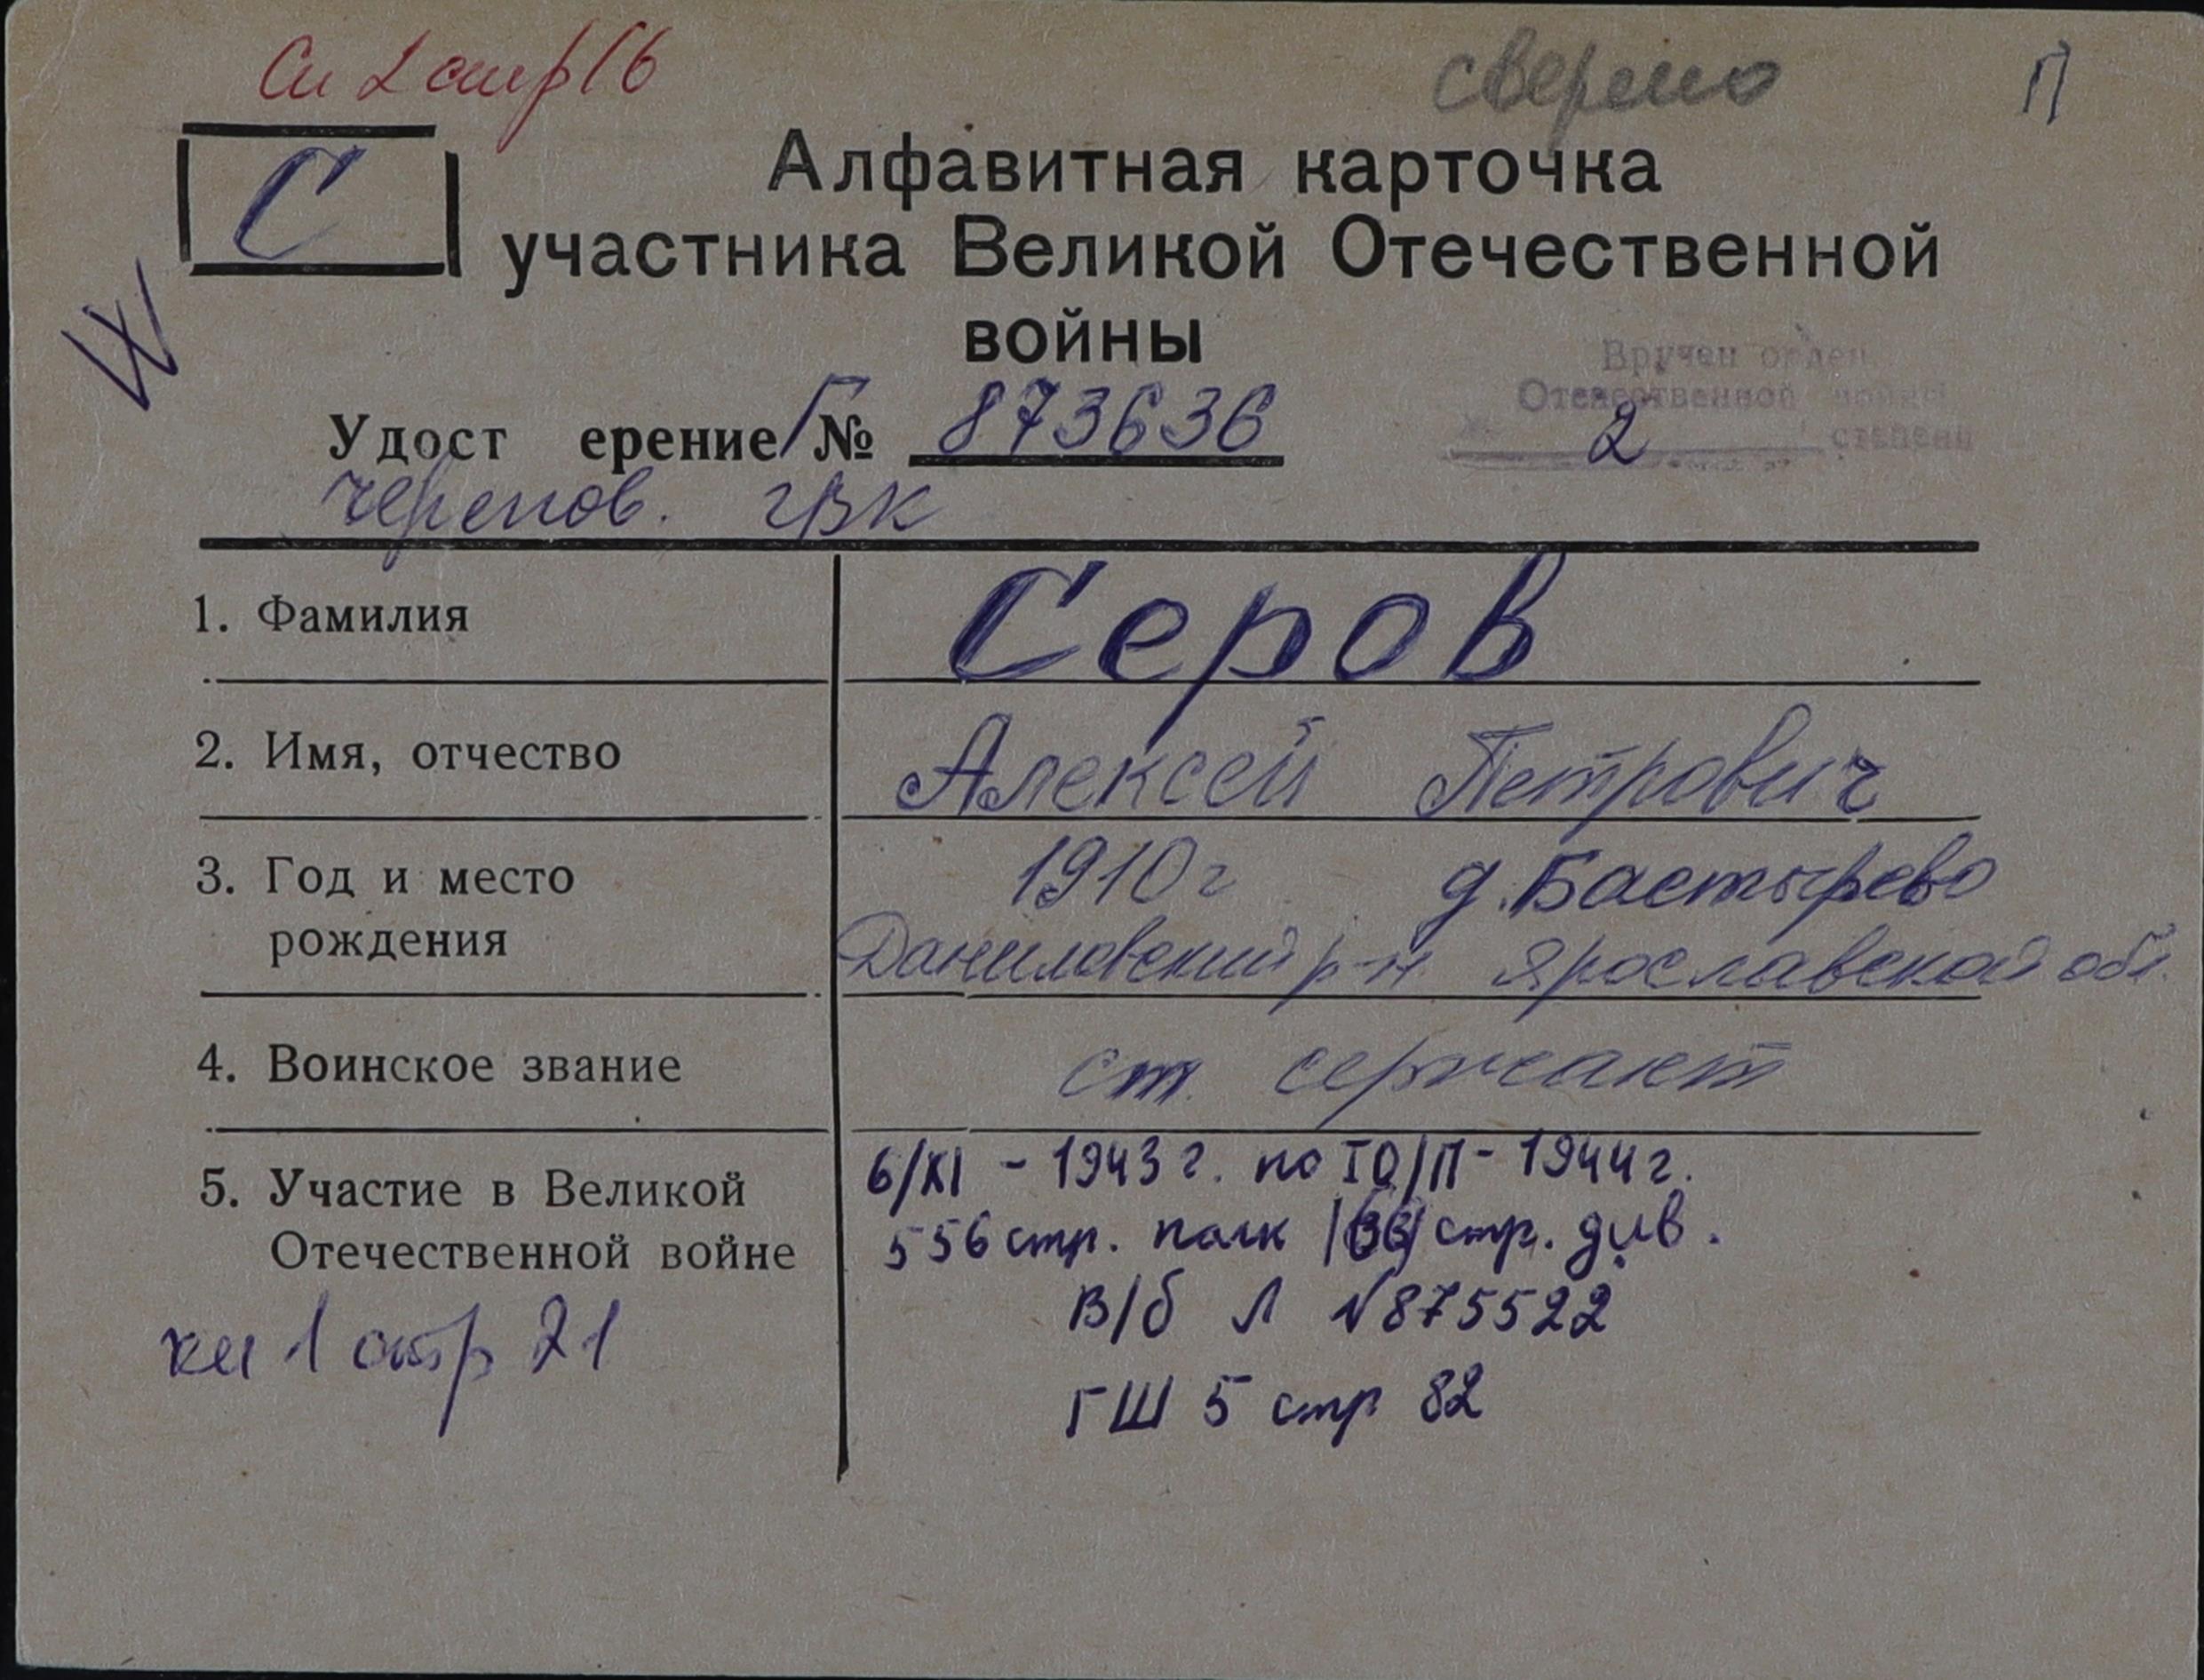 Сп 2 стр 16
сверено
П
С
Алфавитная карточка
участника Великой Отечественной
войны
Вручен орден
Отечественной войны
2 степени
Удост ерение Г № 873636
черепов. гвк
1. Фамилия Серов
2. Имя, отчество Алексей Петрович
3. Год и место 1910 г д. Бастырево
рождения Даниловский р-н Ярославской обл.
4. Воинское звание ст. сержант
5. Участие в Великой 6/XI - 1943 г. по IO/П - 1944 г.
Отечественной войне 556 стр. полк стр. див.
В/б Л №875522
кн 1 стр 21
ГШ 5 стр 82